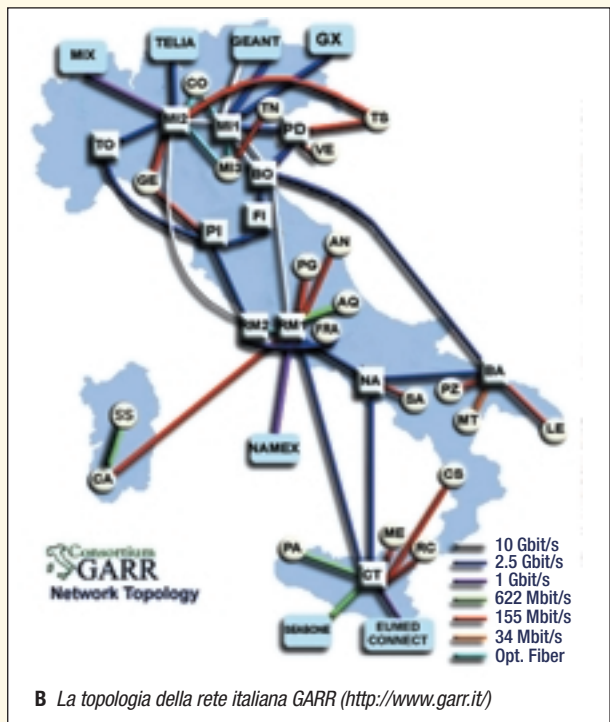 MIX
TELIA
GEANT
GX
CO
TN
TS
MI2
MI1
PD
VE
TO
MI3
BO
GE
FI
PI
AN
PG
AQ
RM2
RM1
FRA
NA
BA
PZ
SA
MT
LE
SS
CA
NAMEX
CS
ME
RC
PA
CT
SEABONE
EUMED
CONNECT
Consortium
GARR
Network Topology
10 Gbit/s
2.5 Gbit/s
1 Gbit/s
622 Mbit/s
155 Mbit/s
34 Mbit/s
Opt. Fiber
B La topologia della rete italiana GARR (http://www.garr.it/)